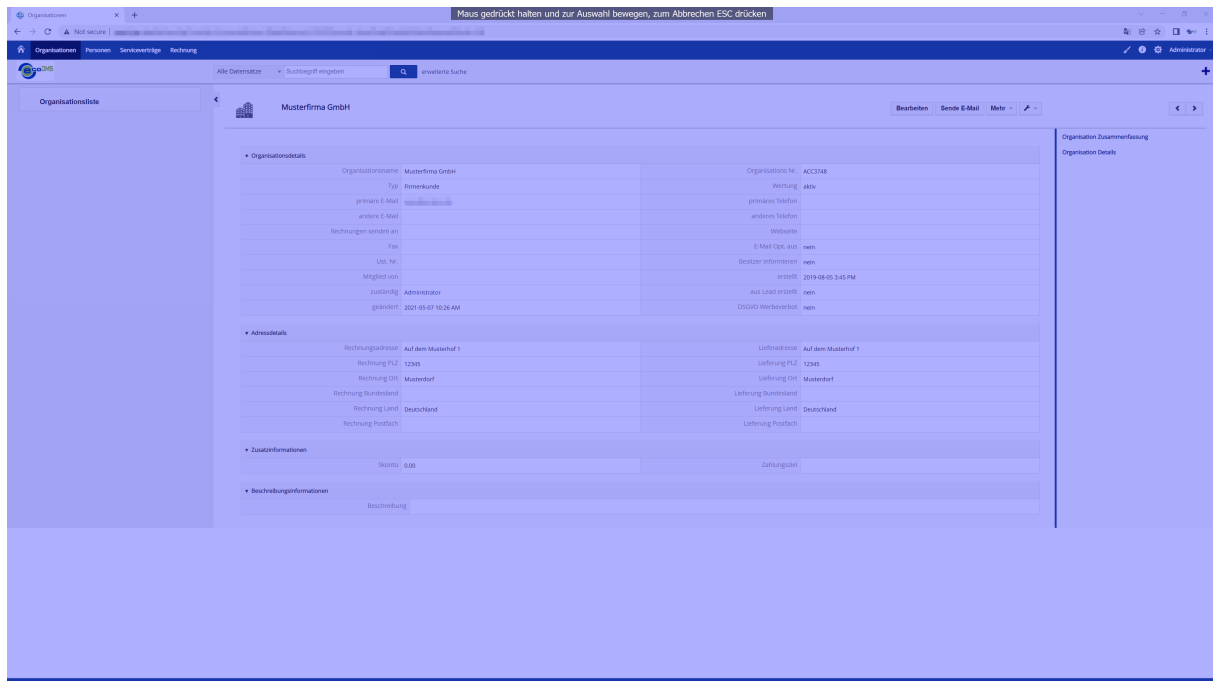 Maus gedrückt halten und zur Auswahl bewegen, zum Abbrechen ESC drücken
Organisationen
Not secure
Organisationen Personen Serviceverträge Rechnung Administrator
Alle Datensätze Suchbegriff eingeben erweiterte Suche
Organisationsliste
Musterfirma GmbH Bearbeiten Sende E-Mail Mehr
Organisation Zusammenfassung
Organisation Details
Organisationsdetails
Organisationsname Musterfirma GmbH Organisations Nr. ACC3748
Typ Firmenkunde Wertung aktiv
primäre E-Mail primäres Telefon
andere E-Mail anderes Telefon
Rechnungen senden an Webseite
Fax E-Mail Opt. aus nein
Ust. Nr. Besitzer informieren nein
Mitglied von erstellt 2019-08-05 3:45 PM
zuständig Administrator aus Lead erstellt nein
geändert 2021-05-07 10:26 AM DSGVO Werbeverbot nein
Adressdetails
Rechnungsadresse Auf dem Musterhof 1 Lieferadresse Auf dem Musterhof 1
Rechnung PLZ 12345 Lieferung PLZ 12345
Rechnung Ort Musterdorf Lieferung Ort Musterdorf
Rechnung Bundesland Lieferung Bundesland
Rechnung Land Deutschland Lieferung Land Deutschland
Rechnung Postfach Lieferung Postfach
Zusatzinformationen
Skonto 0.00 Zahlungsziel
Beschreibungsinformationen
Beschreibung